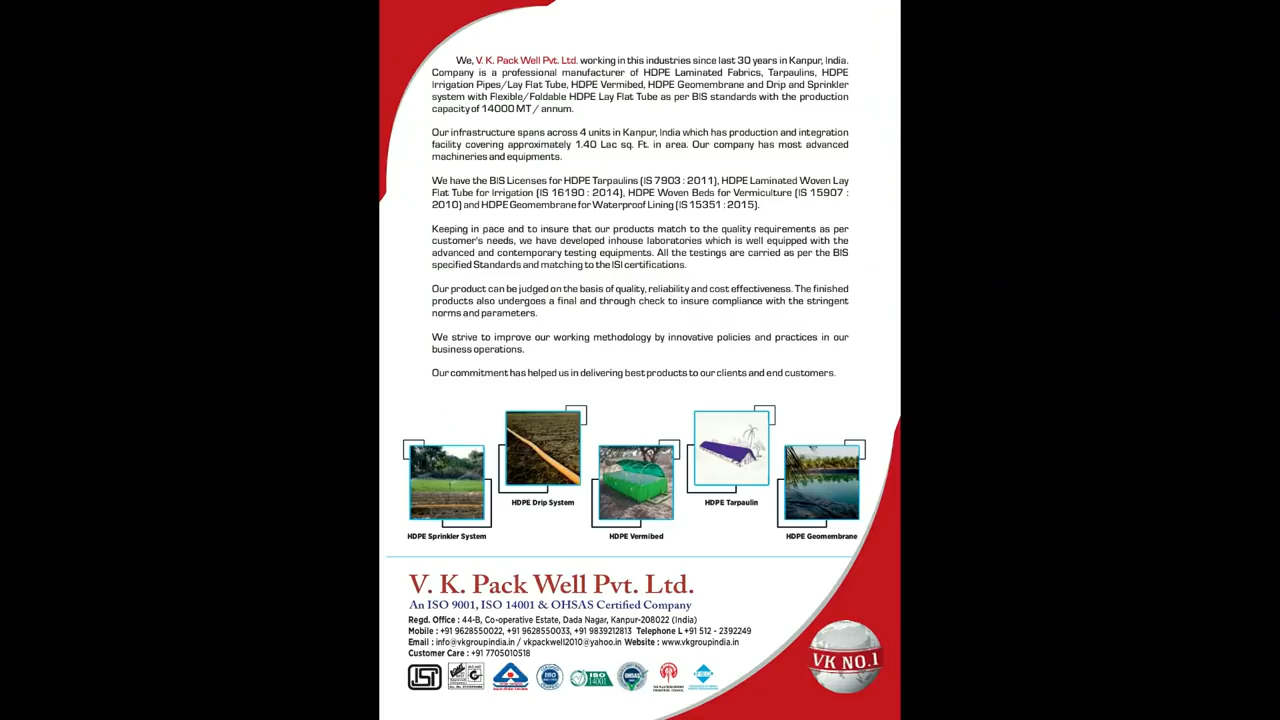 We, V. K. Pack Well Pvt. Ltd. working in this industries since last 30 years in Kanpur, India.
Company is a professional manufacturer of HDPE Laminated Fabrics, Tarpaulins, HDPE
Irrigation Pipes/Lay Flat Tube, HDPE Vermibed, HDPE Geomembrane and Drip and Sprinkler
system with Flexible/Foldable HDPE Lay Flat Tube as per BIS standards with the production
capacity of 14000 MT/ annum.
Our infrastructure spans across 4 units in Kanpur, India which has production and integration
facility covering approximately 1.40 Lac sq. Ft. in area. Our company has most advanced
machineries and equipments.
We have the BIS Licenses for HDPE Tarpaulins (IS 7903 : 2011), HDPE Laminated Woven Lay
Flat Tube for Irrigation (IS 16190 : 2014), HDPE Woven Beds for Vermiculture (IS 15907 :
2010) and HDPE Geomembrane for Waterproof Lining (IS 15351 : 2015).
Keeping in pace and to insure that our products match to the quality requirements as per
customer's needs, we have developed inhouse laboratories which is well equipped with the
advanced and contemporary testing equipments. All the testings are carried as per the BIS
specified Standards and matching to the ISI certifications.
Our product can be judged on the basis of quality, reliability and cost effectiveness. The finished
products also undergoes a final and through check to insure compliance with the stringent
norms and parameters.
We strive to improve our working methodology by innovative policies and practices in our
business operations.
Our commitment has helped us in delivering best products to our clients and end customers.
HDPE Sprinkler System
HDPE Drip System
HDPE Vermibed
HDPE Tarpaulin
HDPE Geomembrane
V. K. Pack Well Pvt. Ltd.
An ISO 9001, ISO 14001 & OHSAS Certified Company
Regd. Office : 44-B, Co-operative Estate, Dada Nagar, Kanpur-208022 (India)
Mobile : +91 9628550022, +91 9628550033, +91 9839212813 Telephone L +91 512 - 2392249
Email : info@vkgroupindia.in / vkpackwell2010@yahoo.in Website : www.vkgroupindia.in
Customer Care : +91 7705010518
ISO
ISO 14001
OHSAS
VK NO.1